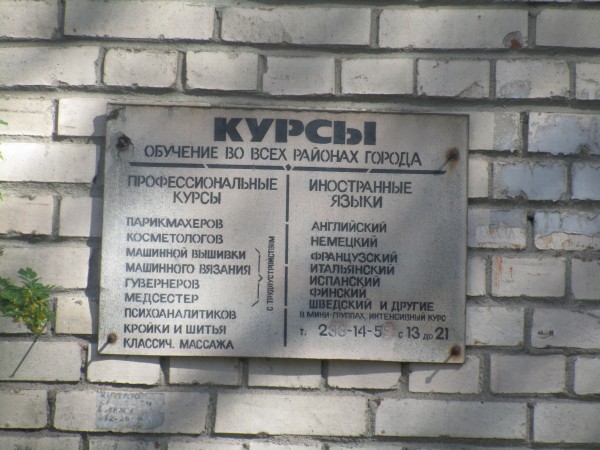 КУРСЫ
ОБУЧЕНИЕ ВО ВСЕХ РАЙОНАХ ГОРОДА
ПРОФЕССИОНАЛЬНЫЕ
КУРСЫ
ПАРИКМАХЕРОВ
КОСМЕТОЛОГОВ
МАШИННОЙ ВЫШИВКИ
МАШИННОГО ВЯЗАНИЯ
ГУВЕРНЕРОВ
МЕДСЕСТЕР
ПСИХОАНАЛИТИКОВ
КРОЙКИ И ШИТЬЯ
КЛАССИЧ. МАССАЖА
С ТРУДОУСТРОЙСТВОМ
ИНОСТРАННЫЕ
ЯЗЫКИ
АНГЛИЙСКИЙ
НЕМЕЦКИЙ
ФРАНЦУЗСКИЙ
ИТАЛЬЯНСКИЙ
ИСПАНСКИЙ
ФИНСКИЙ
ШВЕДСКИЙ И ДРУГИЕ
В МИНИ-ГРУППАХ, ИНТЕНСИВНЫЙ КУРС
т. с 13 до 21